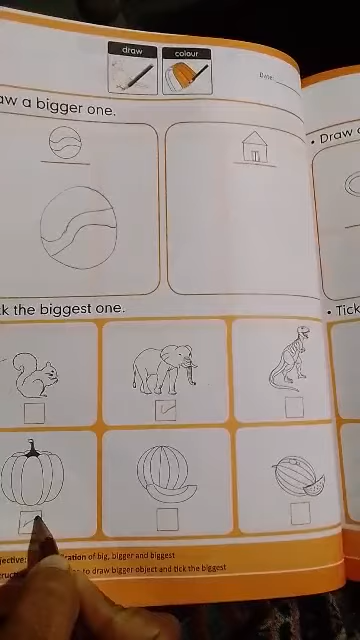 draw
colour
Date:
aw a bigger one.
• Draw
ck the biggest one.
• Tick
jective: of big, bigger and biggest
to draw bigger object and tick the biggest